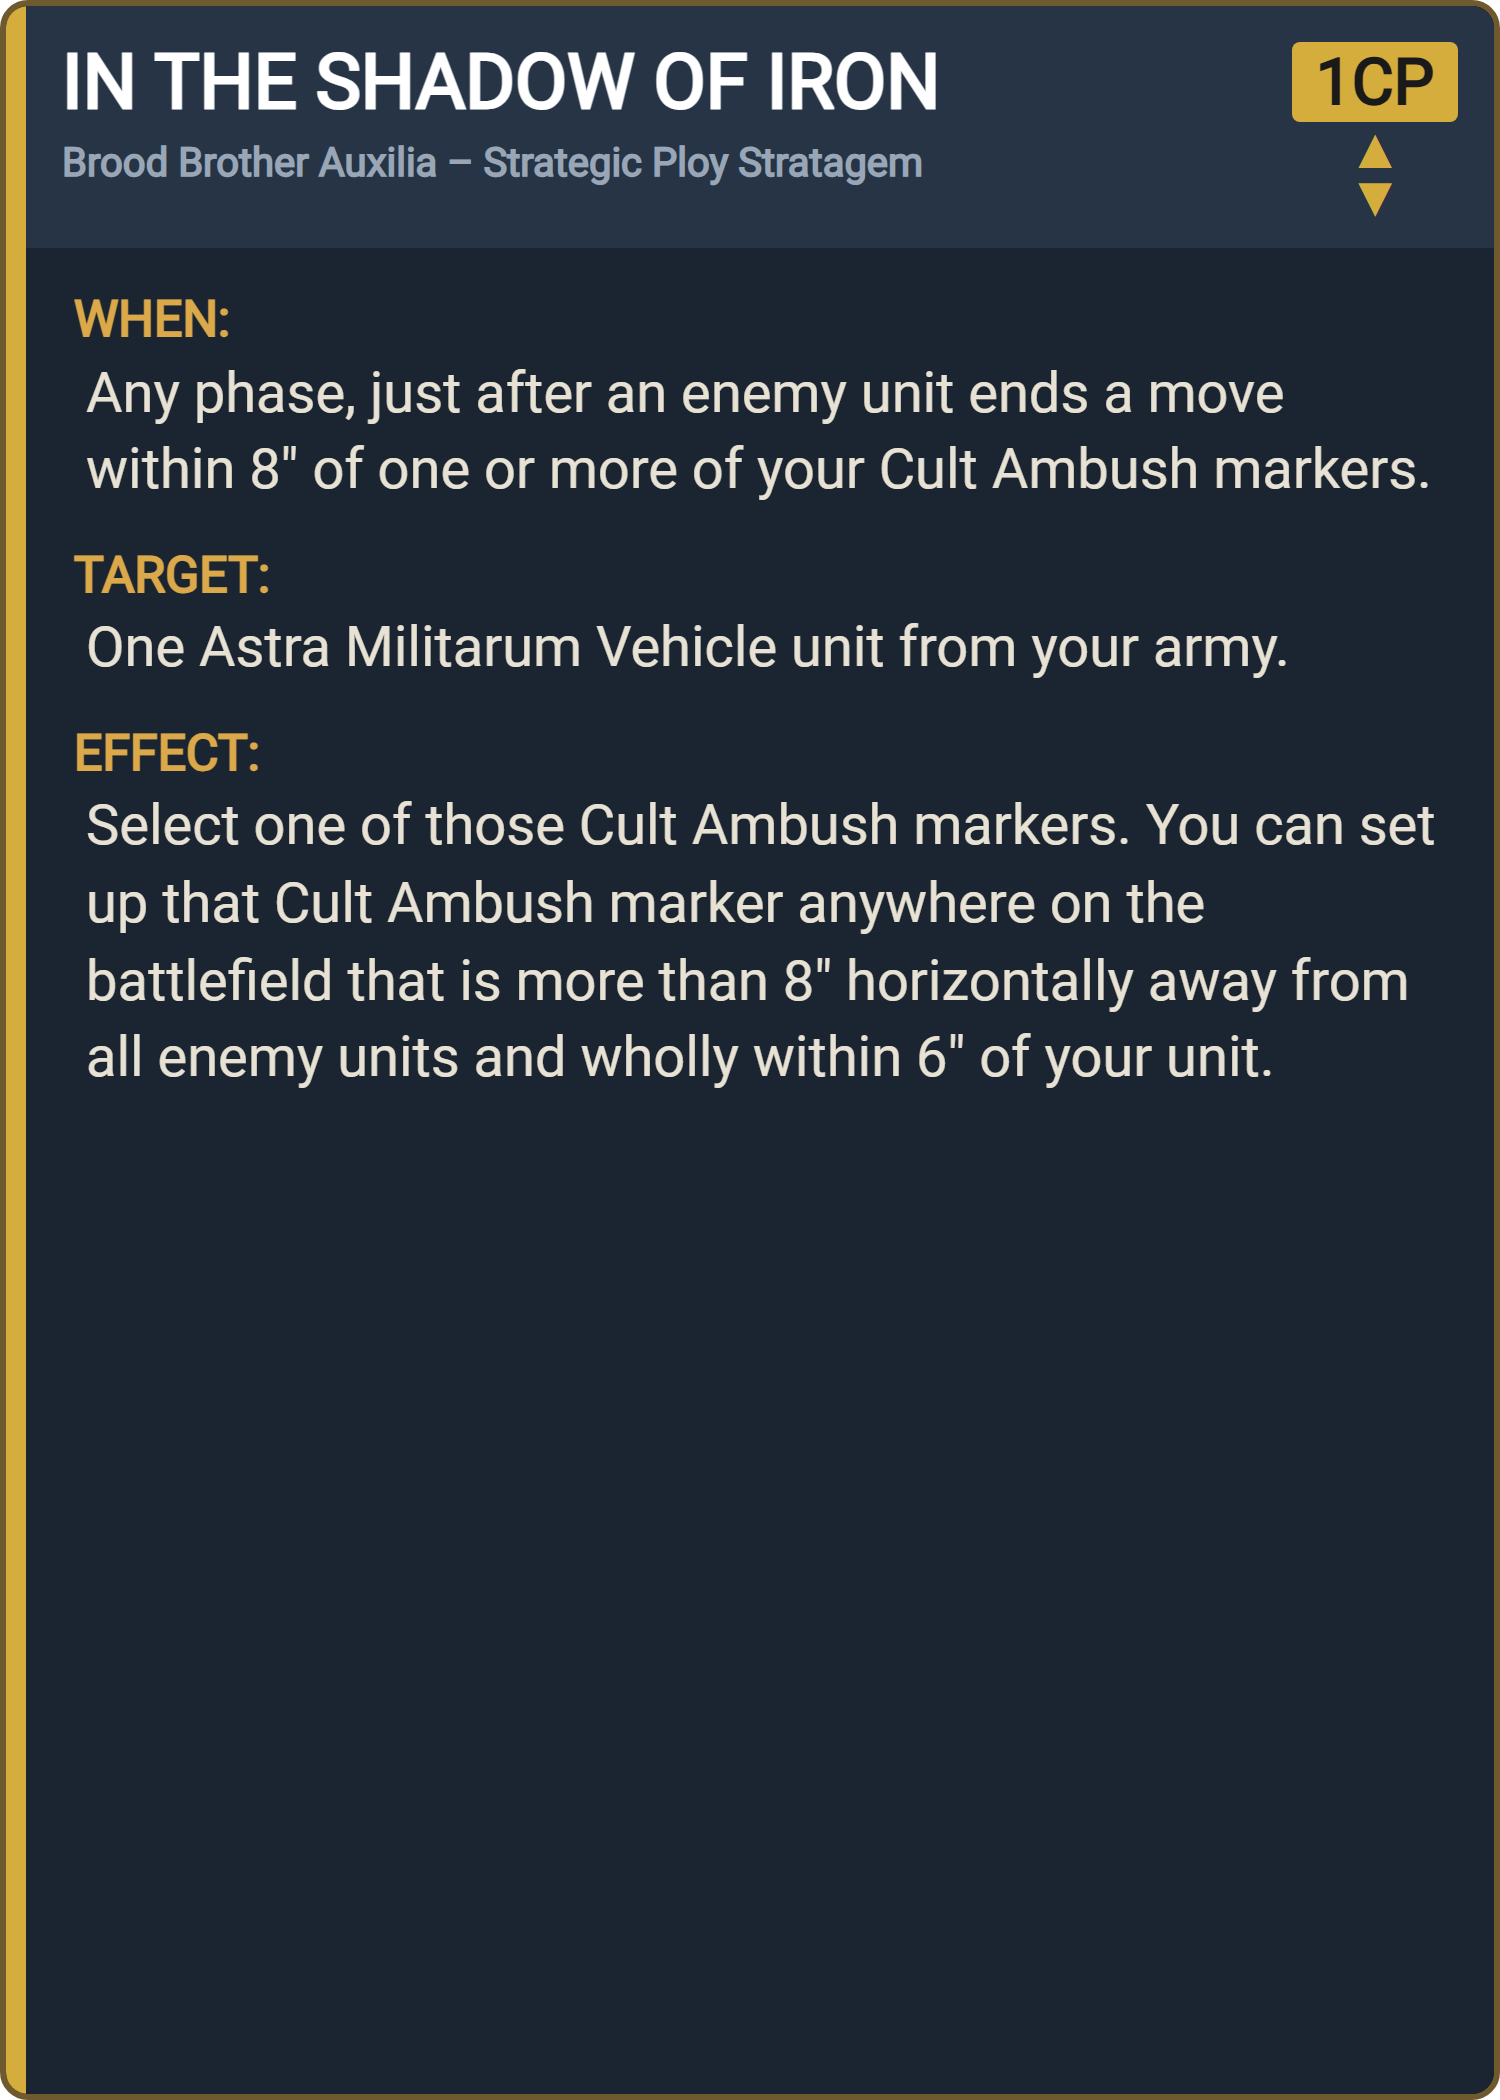 IN THE SHADOW OF IRON
1CP
Brood Brother Auxilia – Strategic Ploy Stratagem
▲
▼
WHEN:
Any phase, just after an enemy unit ends a move
within 8" of one or more of your Cult Ambush markers.
TARGET:
One Astra Militarum Vehicle unit from your army.
EFFECT:
Select one of those Cult Ambush markers. You can set
up that Cult Ambush marker anywhere on the
battlefield that is more than 8" horizontally away from
all enemy units and wholly within 6" of your unit.